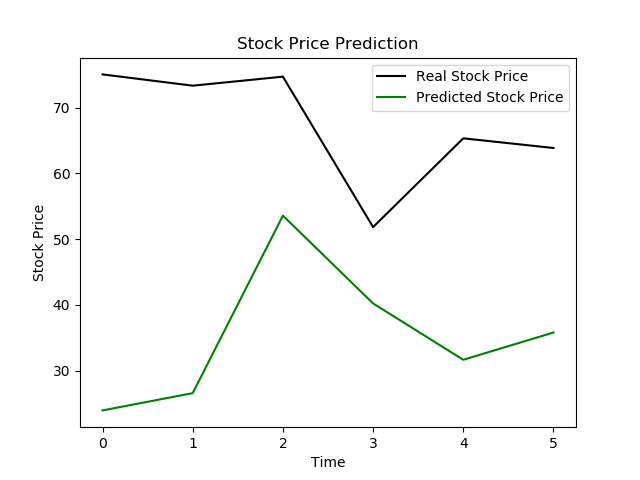 Stock Price Prediction
Real Stock Price
Predicted Stock Price
Stock Price
70
60
50
40
30
0 1 2 3 4 5
Time